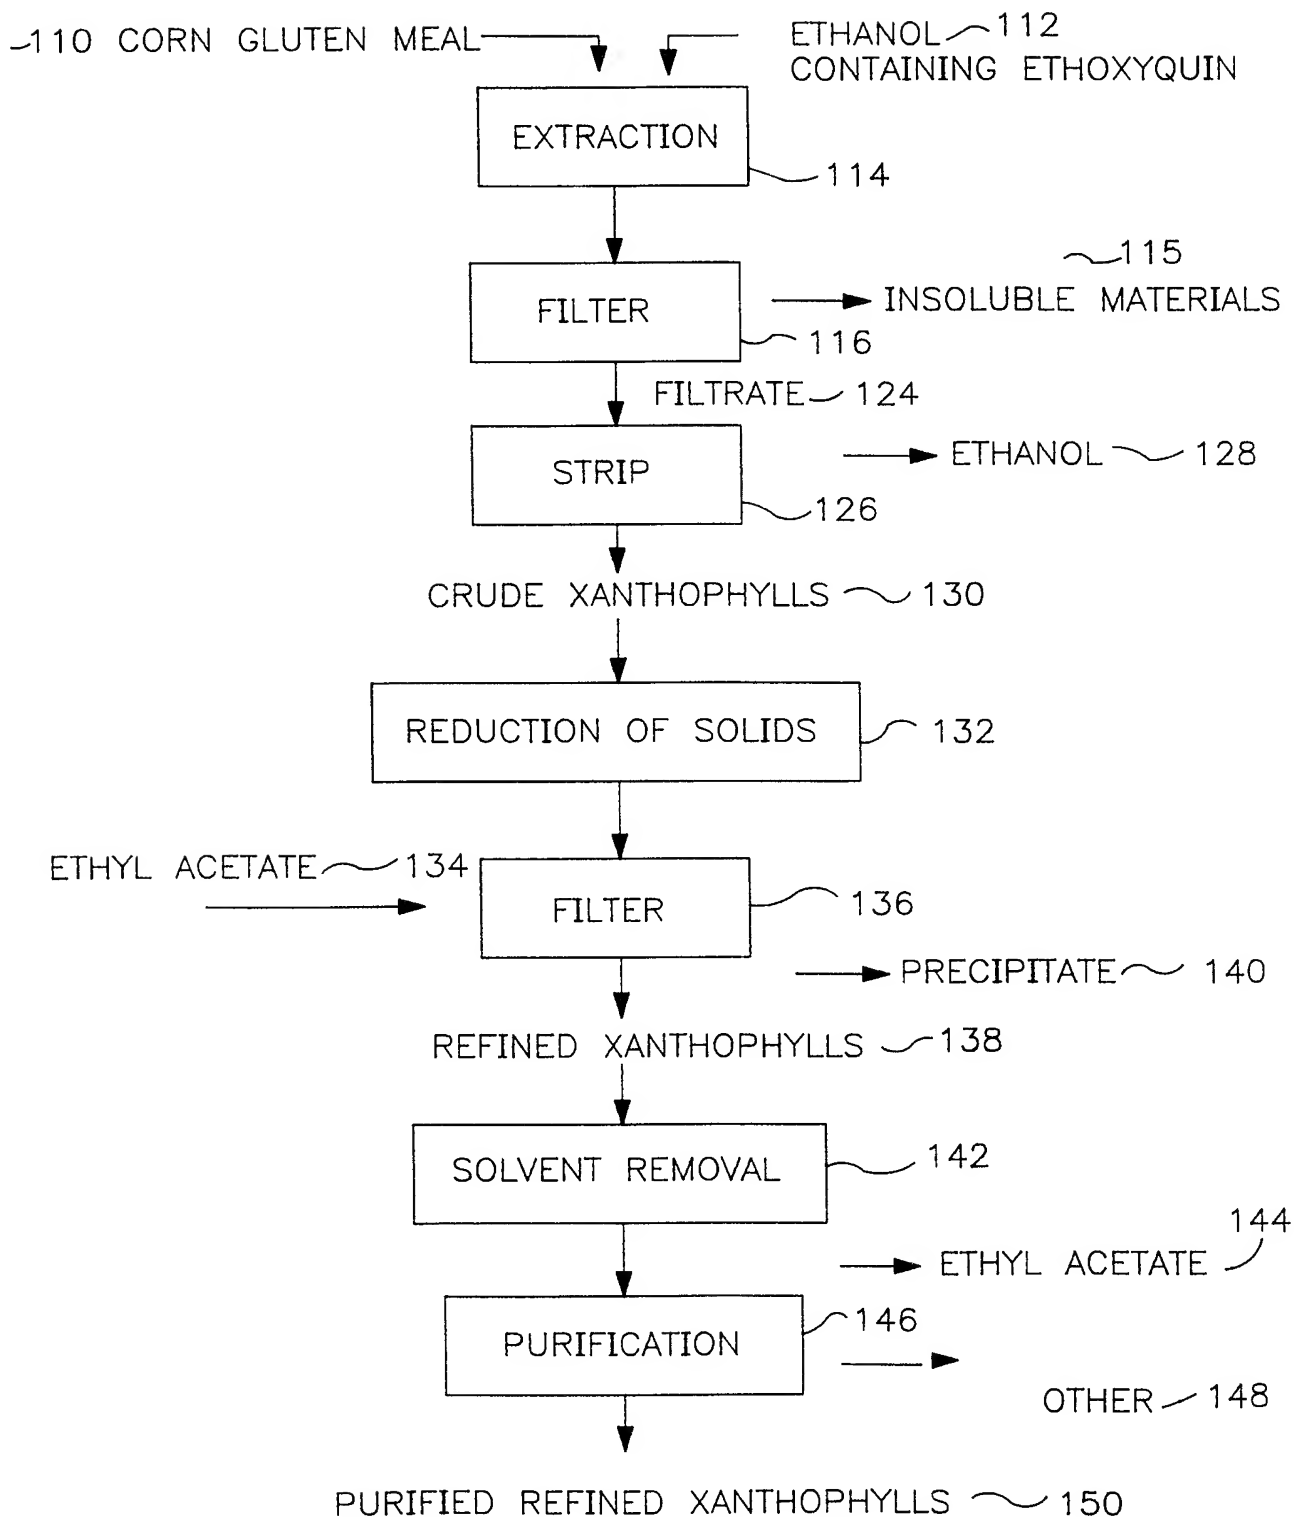 110 CORN GLUTEN MEAL
ETHANOL 112
CONTAINING ETHOXYQUIN
EXTRACTION
114
115
FILTER
INSOLUBLE MATERIALS
116
FILTRATE 124
STRIP
ETHANOL 128
126
CRUDE XANTHOPHYLLS 130
REDUCTION OF SOLIDS 132
ETHYL ACETATE 134
FILTER 136
PRECIPITATE 140
REFINED XANTHOPHYLLS 138
SOLVENT REMOVAL 142
144
ETHYL ACETATE
PURIFICATION 146
OTHER 148
PURIFIED REFINED XANTHOPHYLLS 150